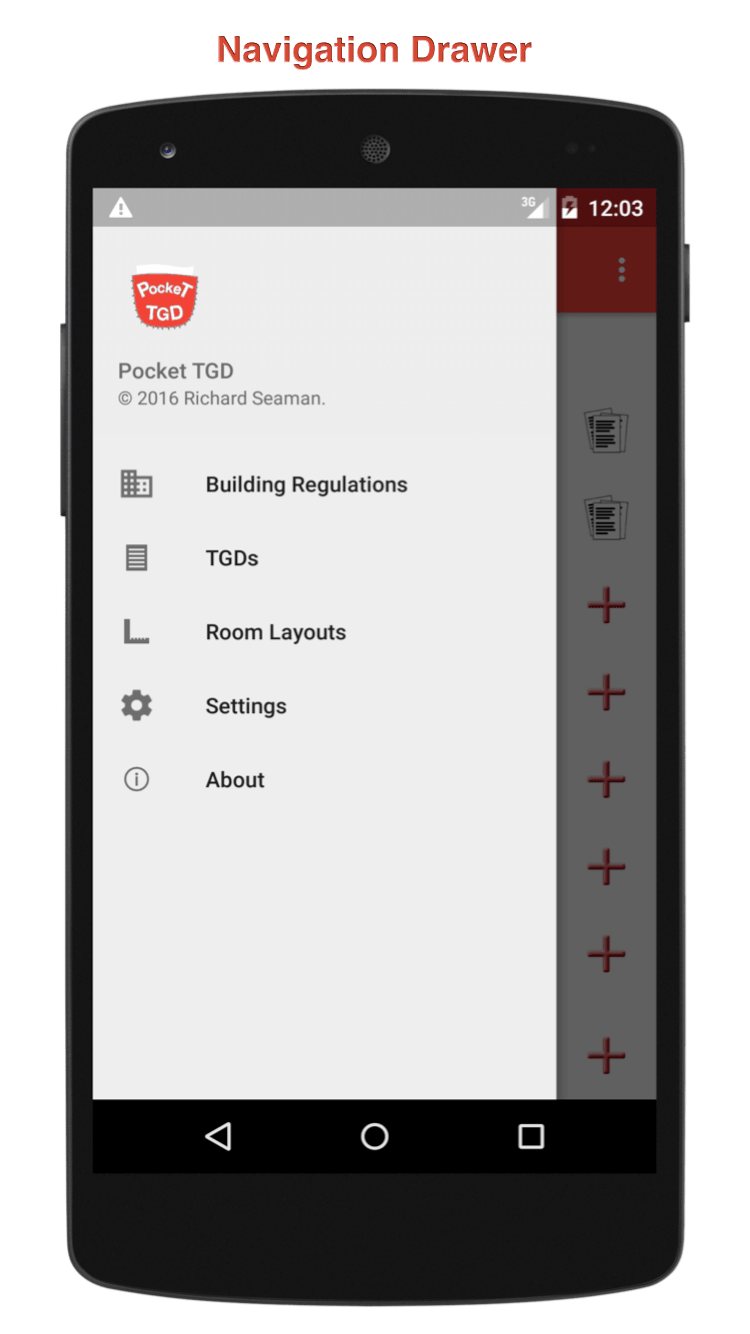 Navigation Drawer
3G 12:03
PockeT
TGD
Pocket TGD
© 2016 Richard Seaman.
Building Regulations
TGDs
Room Layouts
Settings
About